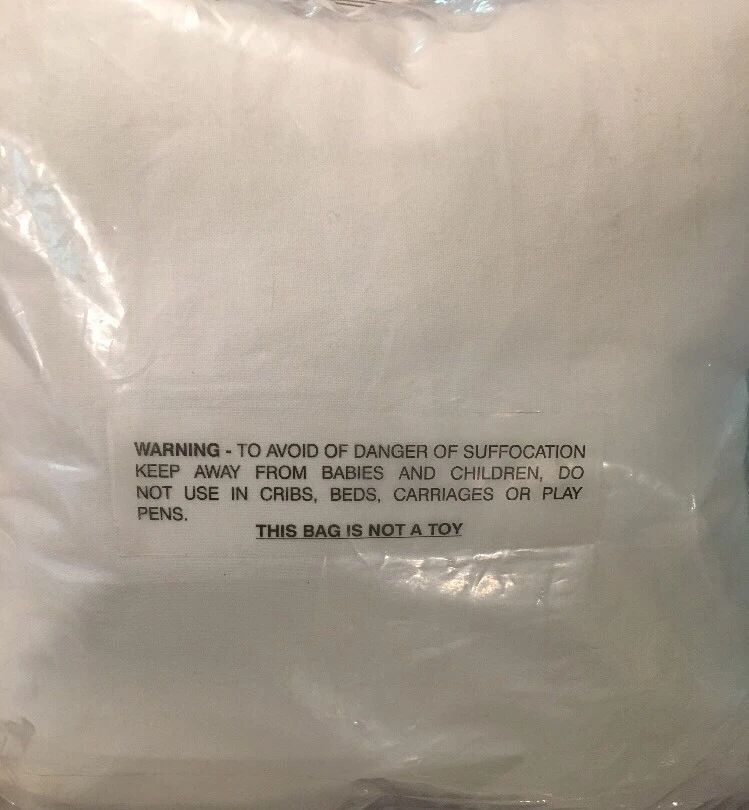 WARNING - TO AVOID OF DANGER OF SUFFOCATION
KEEP AWAY FROM BABIES AND CHILDREN, DO
NOT USE IN CRIBS, BEDS, CARRIAGES OR PLAY
PENS.
THIS BAG IS NOT A TOY